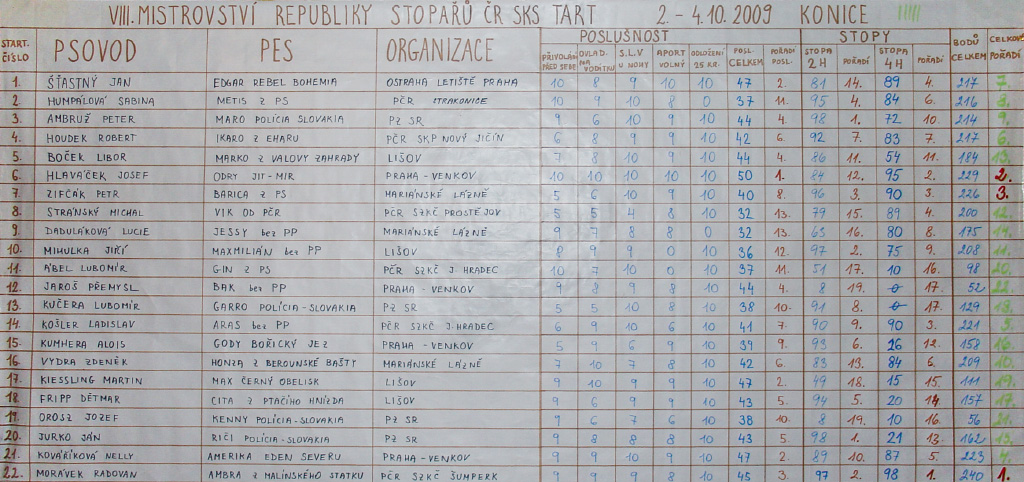 VIII. MISTROVSTVÍ REPUBLIKY STOPAŘŮ ČR SKS TART 2. - 4.10. 2009 KONICE
START. ČÍSLO PSOVOD PES ORGANIZACE POSLUŠNOST STOPY BODŮ CELKEM CELKOVÉ POŘADÍ
PŘIVOLÁNÍ PŘED SEBE OVLAD. NA VODÍTKU S.L.V U NOHY APORT VOLNÝ ODLOŽENÍ 25 KR. POSL. CELKEM POŘADÍ POSL. STOPA 2H POŘADÍ STOPA 4H POŘADÍ
1. ŠŤASTNÝ JAN EDGAR REBEL BOHEMIA OSTRAHA LETIŠTĚ PRAHA 10 8 9 10 10 47 2. 81 14. 89 4. 217 7.
2. HUMPÁLOVÁ SABINA METIS Z PS PČR STRAKONICE 10 9 10 8 0 37 11. 95 4. 84 6. 216 8.
3. AMBRUŽ PETER MARO POLÍCIA SLOVAKIA PZ SR 9 6 10 9 10 44 4. 98 1. 72 10. 214 9.
4. HOUDEK ROBERT IKARO Z EHARU PČR SKP NOVÝ JIČÍN 6 8 9 9 10 42 6. 92 7. 83 7. 217 6.
5. BOČEK LIBOR MARKO Z VALOVY ZAHRADY LIŠOV 7 8 10 9 10 44 4. 86 11. 54 11. 184 13.
6. HLAVÁČEK JOSEF ODRY JIT-MIR PRAHA - VENKOV 10 10 10 10 10 50 1. 84 12. 95 2. 229 2.
7. ZIFČÁK PETR BARICA Z PS MARIÁNSKÉ LÁZNĚ 5 6 10 9 10 40 8. 96 3. 90 3. 226 3.
8. STRÁNSKÝ MICHAL VIK OD PČR PČR SZKČ PROSTĚJOV 5 5 4 8 10 32 13. 79 15. 89 4. 200 12.
9. DADULÁKOVÁ LUCIE JESSY bez PP MARIÁNSKÉ LÁZNĚ 9 7 8 8 0 32 13. 63 16. 80 8. 175 14.
10. MIHULKA JIŘÍ MAXMILIÁN bez PP LIŠOV 8 9 9 0 10 36 12. 97 2. 75 9. 208 11.
11. ÁBEL LUBOMÍR GIN Z PS PČR SZKČ J. HRADEC 10 7 10 0 10 37 11. 51 17. 10 16. 98 20.
12. JAROŠ PŘEMYSL BAK bez PP PRAHA - VENKOV 9 8 8 9 10 44 4. 8 19. 0 17. 52 22.
13. KUČERA LUBOMÍR GARRO POLÍCIA-SLOVAKIA PZ SR 5 5 10 8 10 38 10. 91 8. 0 17. 129 18.
14. KOŠLER LADISLAV ARAS bez PP PČR SZKČ J. HRADEC 6 9 10 6 10 41 7. 90 9. 90 3. 221 5.
15. KUMHERA ALOIS GODY BOŘICKÝ JEZ PRAHA - VENKOV 5 9 6 9 10 39 9. 93 6. 26 12. 158 16.
16 VYDRA ZDENĚK HONZA Z BEROUNSKÉ BAŠTY MARIÁNSKÉ LÁZNĚ 7 10 7 8 10 42 6. 83 13. 84 6. 209 10.
17. KIESSLING MARTIN MAX ČERNÝ OBELISK LIŠOV 9 10 9 9 10 47 2. 49 18. 15 15. 111 19.
18. FRIPP DĚTMAR CITA Z PTAČÍHO HNÍZDA LIŠOV 9 6 9 9 10 43 5. 94 5. 20 14. 157 17.
19. OROSZ JOZEF KENNY POLÍCIA-SLOVAKIA PZ SR 9 6 7 6 10 38 10. 8 19. 10 16. 56 21.
20. JURKO JÁN RIČI POLÍCIA-SLOVAKIA PZ SR 9 8 8 8 10 43 5. 98 1. 21 13. 162 15.
21. KOVÁŘÍKOVÁ NELLY AMERIKA EDEN SEVERU PRAHA - VENKOV 9 9 10 9 10 47 2. 89 10. 87 5. 223 4.
22. MORÁVEK RADOVAN AMBRA Z MALÍNSKÉHO STATKU PČR SZKČ ŠUMPERK 9 9 9 8 10 45 3. 97 2. 98 1. 240 1.